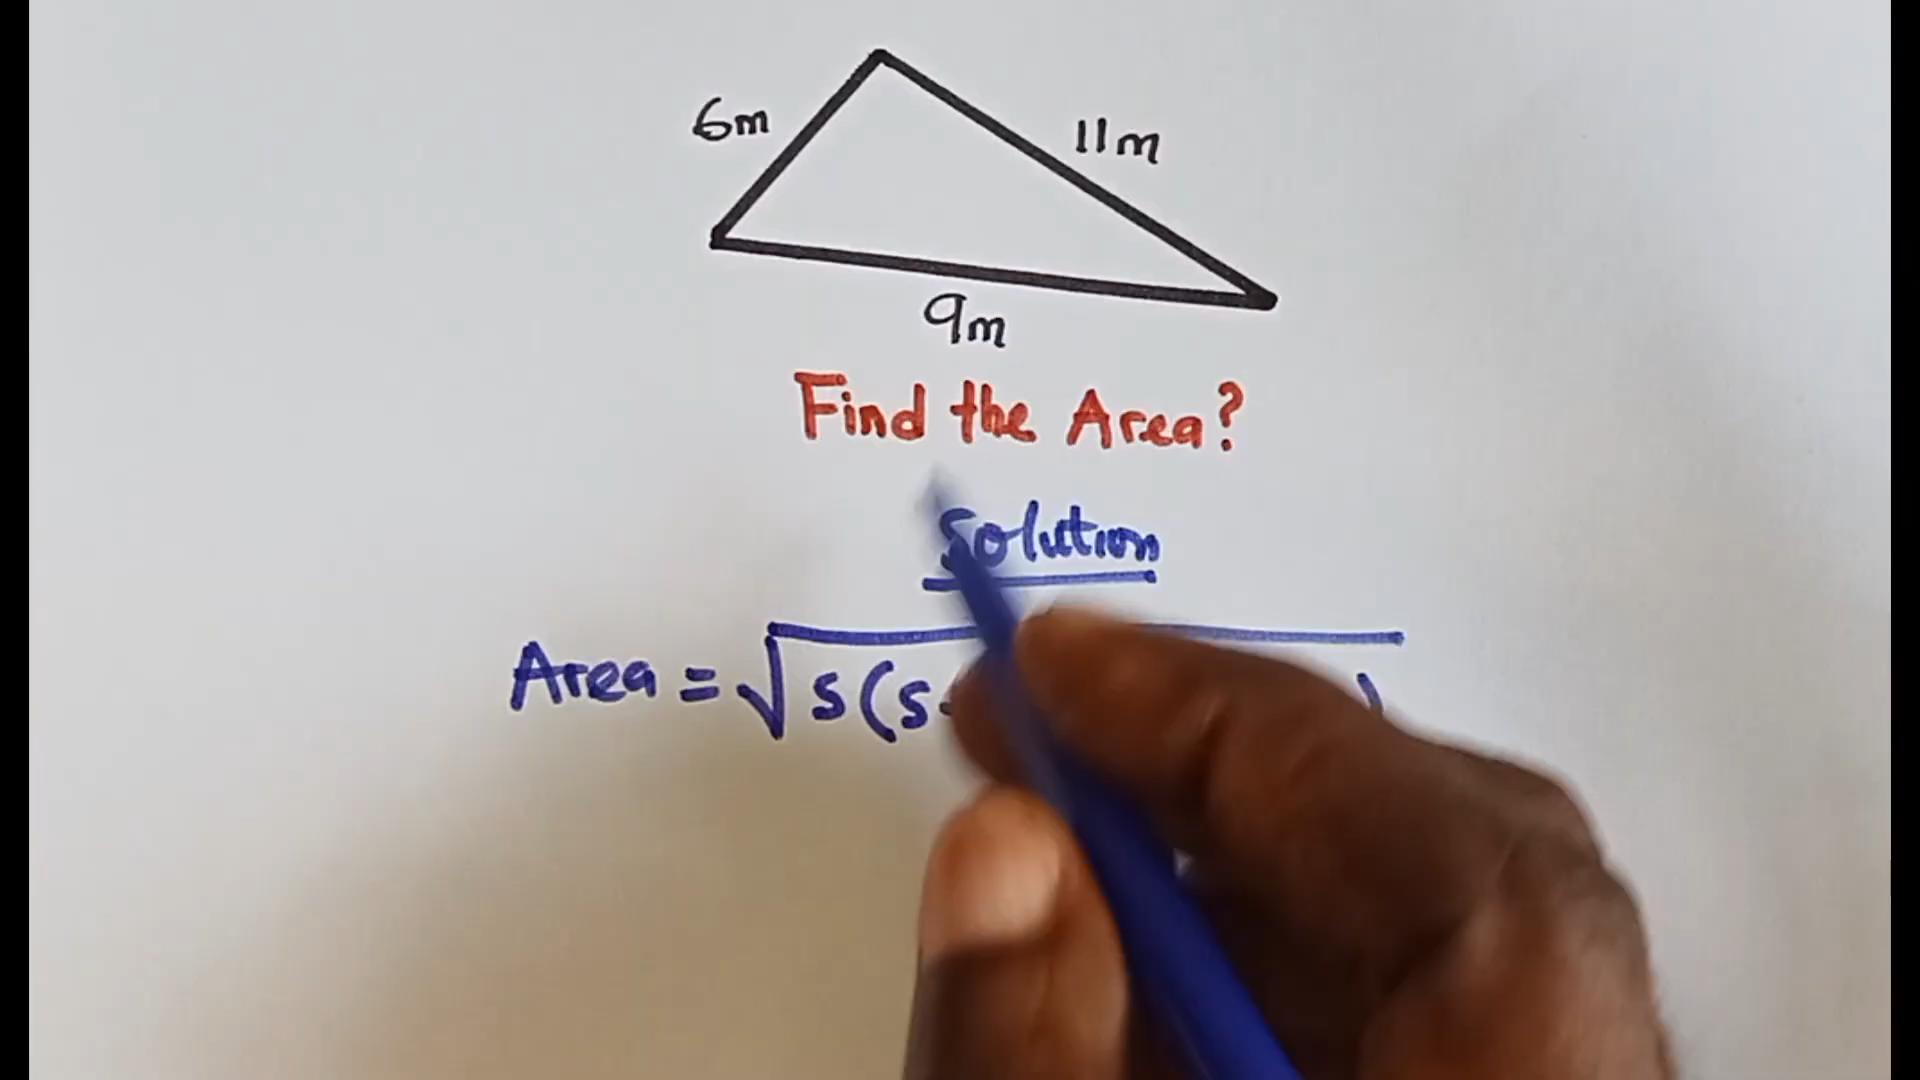 6m
11m
9m
Find the Area?
Solution
Area = √s(s-
)